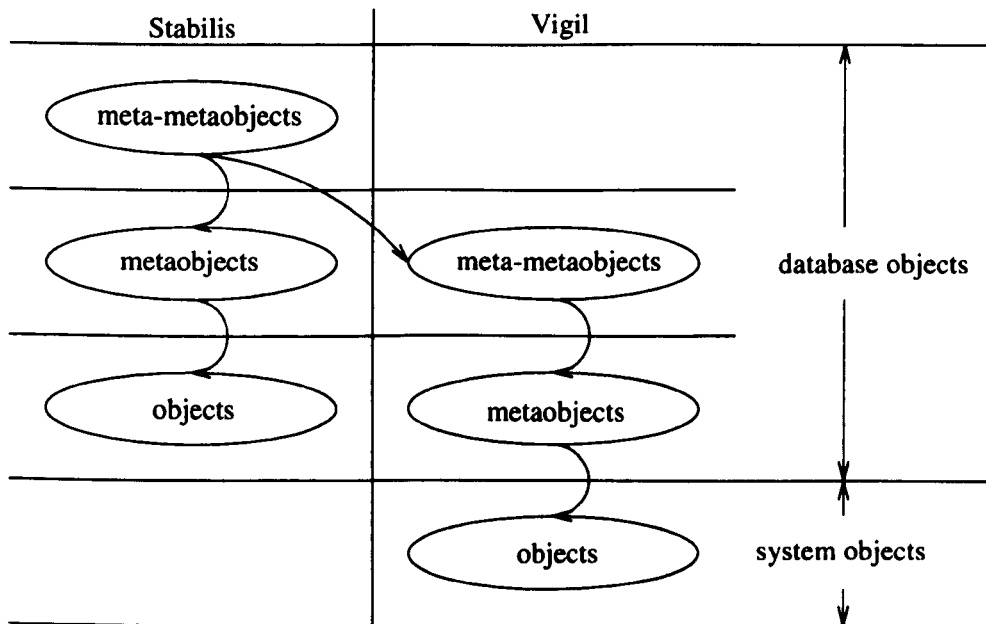 Stabilis
Vigil
meta-metaobjects
metaobjects
meta-metaobjects
database objects
objects
metaobjects
objects
system objects